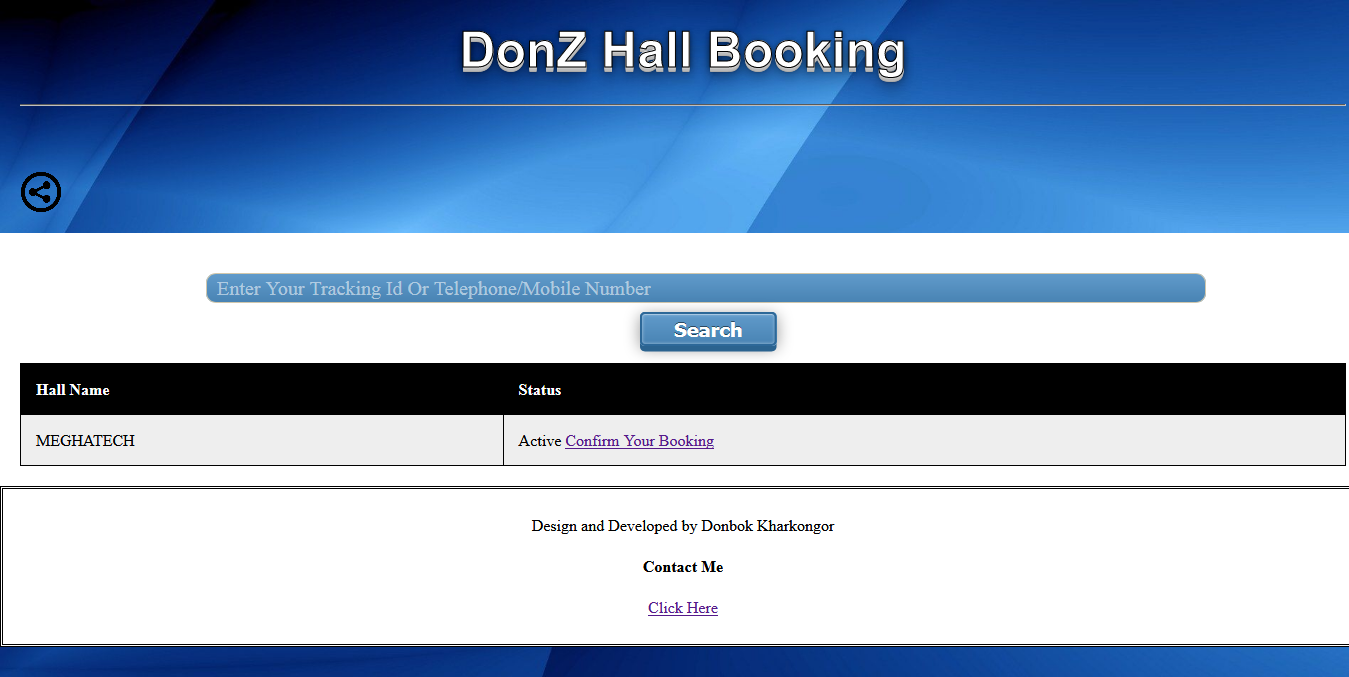 DonZ Hall Booking
Enter Your Tracking Id Or Telephone/Mobile Number
Search
Hall Name Status
MEGHATECH Active Confirm Your Booking
Design and Developed by Donbok Kharkongor
Contact Me
Click Here